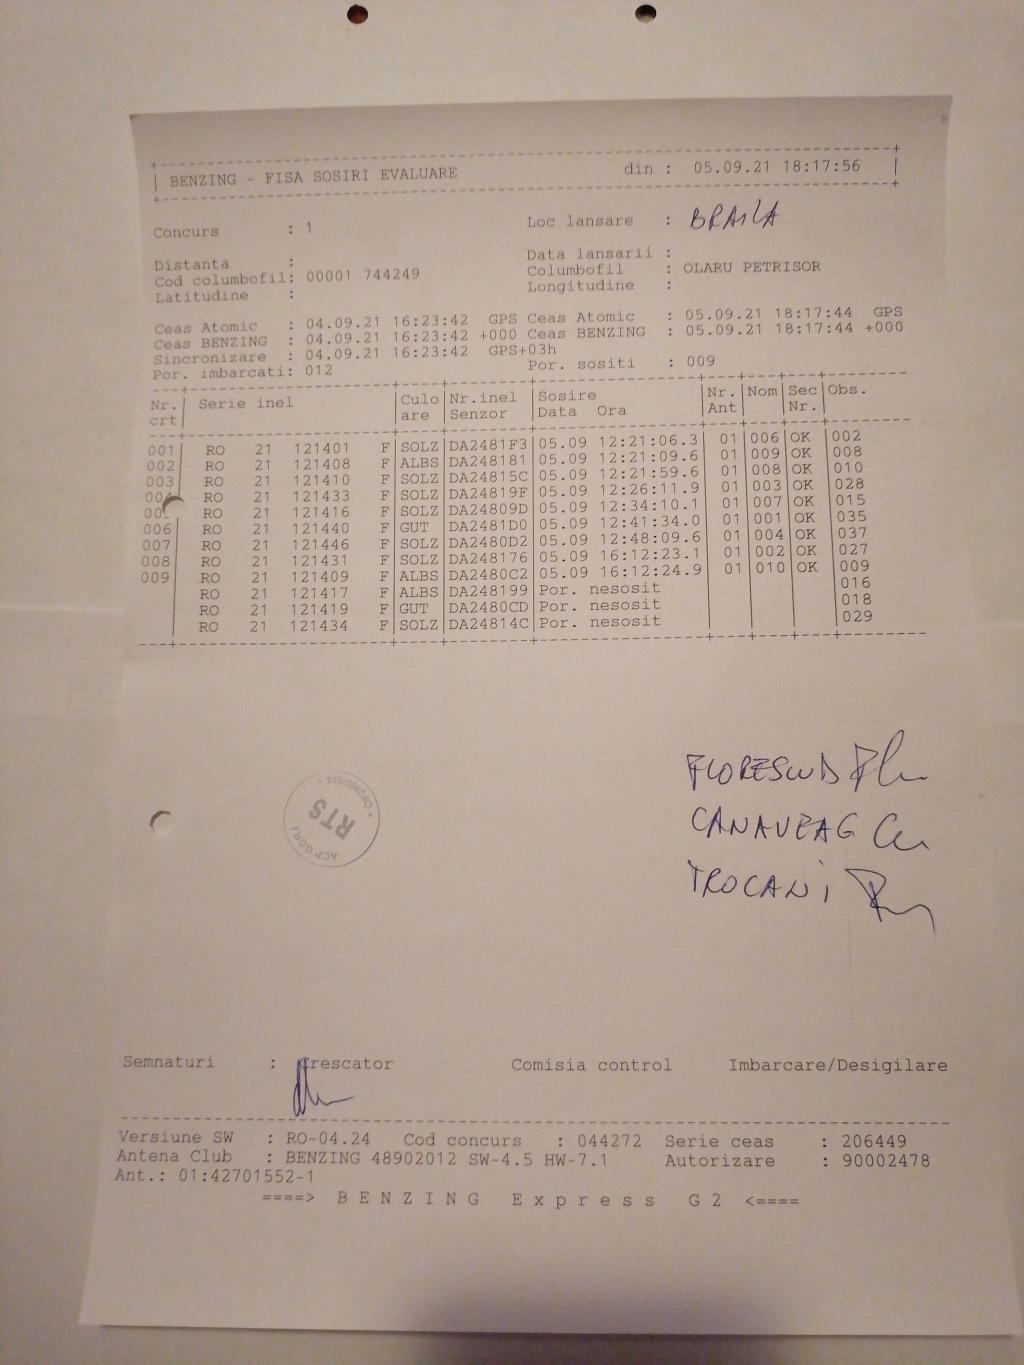 BENZING - FISA SOSIRI EVALUARE din : 05.09.21 18:17:56
Concurs : 1 Loc lansare : BRAILA
Distanta : Data lansarii :
Cod columbofil: 00001 744249 Columbofil : OLARU PETRISOR
Latitudine : Longitudine :
Ceas Atomic : 04.09.21 16:23:42 GPS Ceas Atomic : 05.09.21 18:17:44 GPS
Ceas BENZING : 04.09.21 16:23:42 +000 Ceas BENZING : 05.09.21 18:17:44 +000
Sincronizare : 04.09.21 16:23:42 GPS+03h
Por. imbarcati: 012 Por. sositi : 009
Nr. Serie inel Culo Nr.inel Sosire Nr. Nom Sec Obs.
crt are Senzor Data Ora Ant Nr.
001 RO 21 121401 F SOLZ DA2481F3 05.09 12:21:06.3 01 006 OK 002
002 RO 21 121408 F ALBS DA248181 05.09 12:21:09.6 01 009 OK 008
003 RO 21 121410 F SOLZ DA24815C 05.09 12:21:59.6 01 008 OK 010
004 RO 21 121433 F SOLZ DA24819F 05.09 12:26:11.9 01 003 OK 028
00 RO 21 121416 F SOLZ DA24809D 05.09 12:34:10.1 01 007 OK 015
006 RO 21 121440 F GUT DA2481D0 05.09 12:41:34.0 01 001 OK 035
007 RO 21 121446 F SOLZ DA2480D2 05.09 12:48:09.6 01 004 OK 037
008 RO 21 121431 F SOLZ DA248176 05.09 16:12:23.1 01 002 OK 027
009 RO 21 121409 F ALBS DA2480C2 05.09 16:12:24.9 01 010 OK 009
RO 21 121417 F ALBS DA248199 Por. nesosit 016
RO 21 121419 F GUT DA2480CD Por. nesosit 018
RO 21 121434 F SOLZ DA24814C Por. nesosit 029
FLORESCU D
CANAVEAG
TROCANI
RTS
ACP GORJ
Semnaturi : Crescator Comisia control Imbarcare/Desigilare
Versiune SW : RO-04.24 Cod concurs : 044272 Serie ceas : 206449
Antena Club : BENZING 48902012 SW-4.5 HW-7.1 Autorizare : 90002478
Ant.: 01:42701552-1
====> B E N Z I N G E x p r e s s G 2 <====